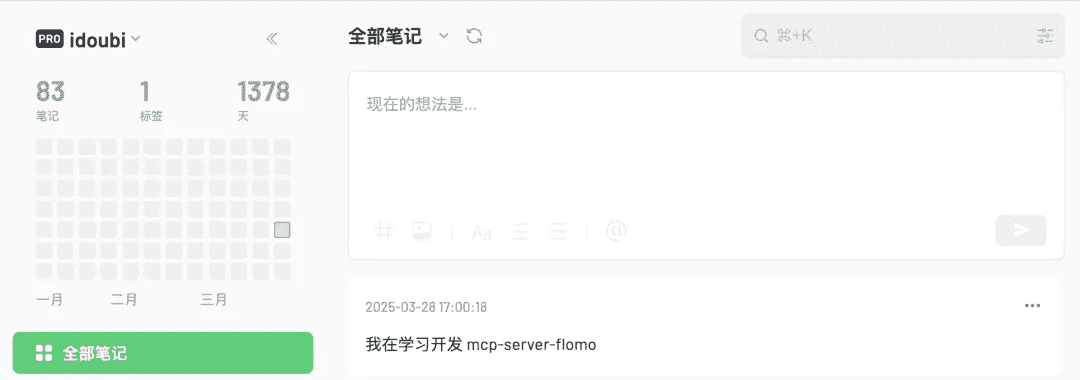 PRO idoubi
83 1 1378
笔记 标签 天
一月 二月 三月
全部笔记
全部笔记
⌘+K
现在的想法是...
# Aa @
2025-03-28 17:00:18
我在学习开发 mcp-server-flomo